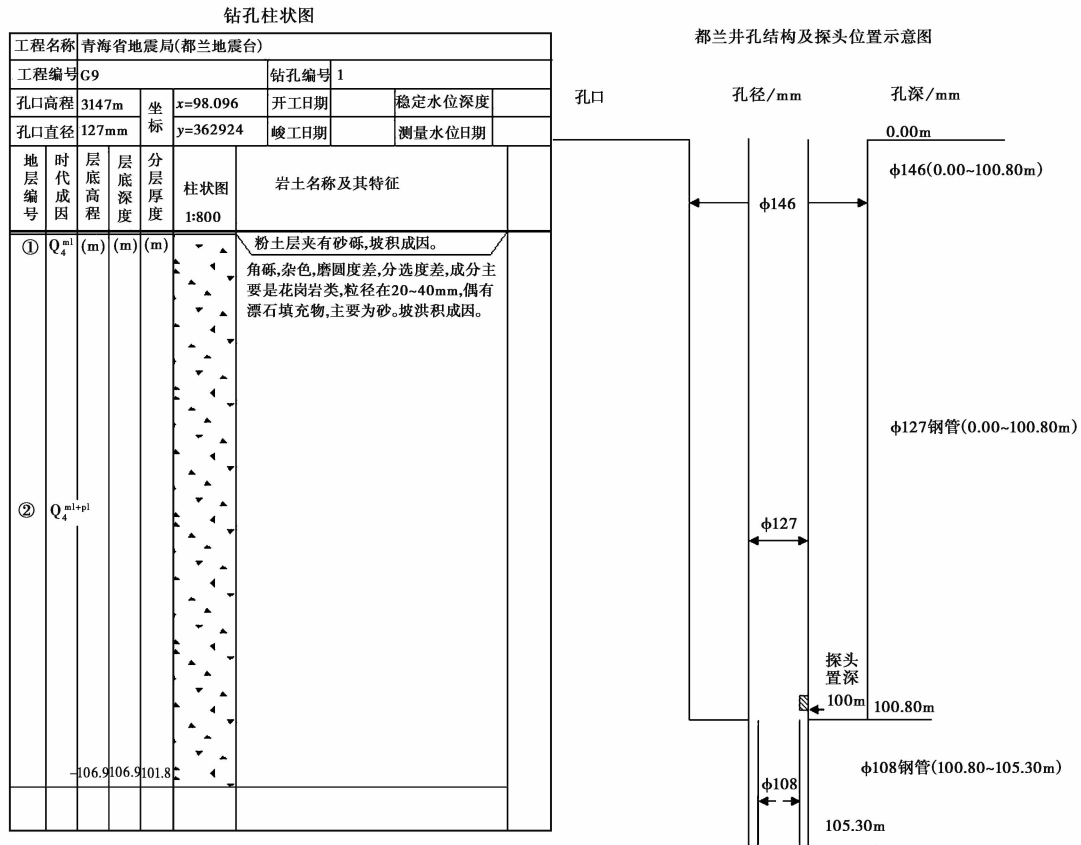 钻孔柱状图
工程名称 青海省地震局(都兰地震台)
工程编号 G9 钻孔编号 1
孔口高程 3147m 坐标 x=98.096 开工日期 稳定水位深度
孔口直径 127mm y=362924 峻工日期 测量水位日期
地层编号 时代成因 层底高程 层底深度 分层厚度 柱状图 1:800 岩土名称及其特征
① Q₄ᵐˡ (m) (m) (m) 粉土层夹有砂砾,坡积成因。
角砾,杂色,磨圆度差,分选度差,成分主
要是花岗岩类,粒径在20~40mm,偶有
漂石填充物,主要为砂。坡洪积成因。
② Q₄ᵐˡ⁺ᵖˡ
-106.9 106.9 101.8
都兰井孔结构及探头位置示意图
孔口 孔径/mm 孔深/mm
0.00m
ϕ146(0.00~100.80m)
ϕ146
ϕ127钢管(0.00~100.80m)
ϕ127
探头
置深
100m 100.80m
ϕ108钢管(100.80~105.30m)
ϕ108
105.30m